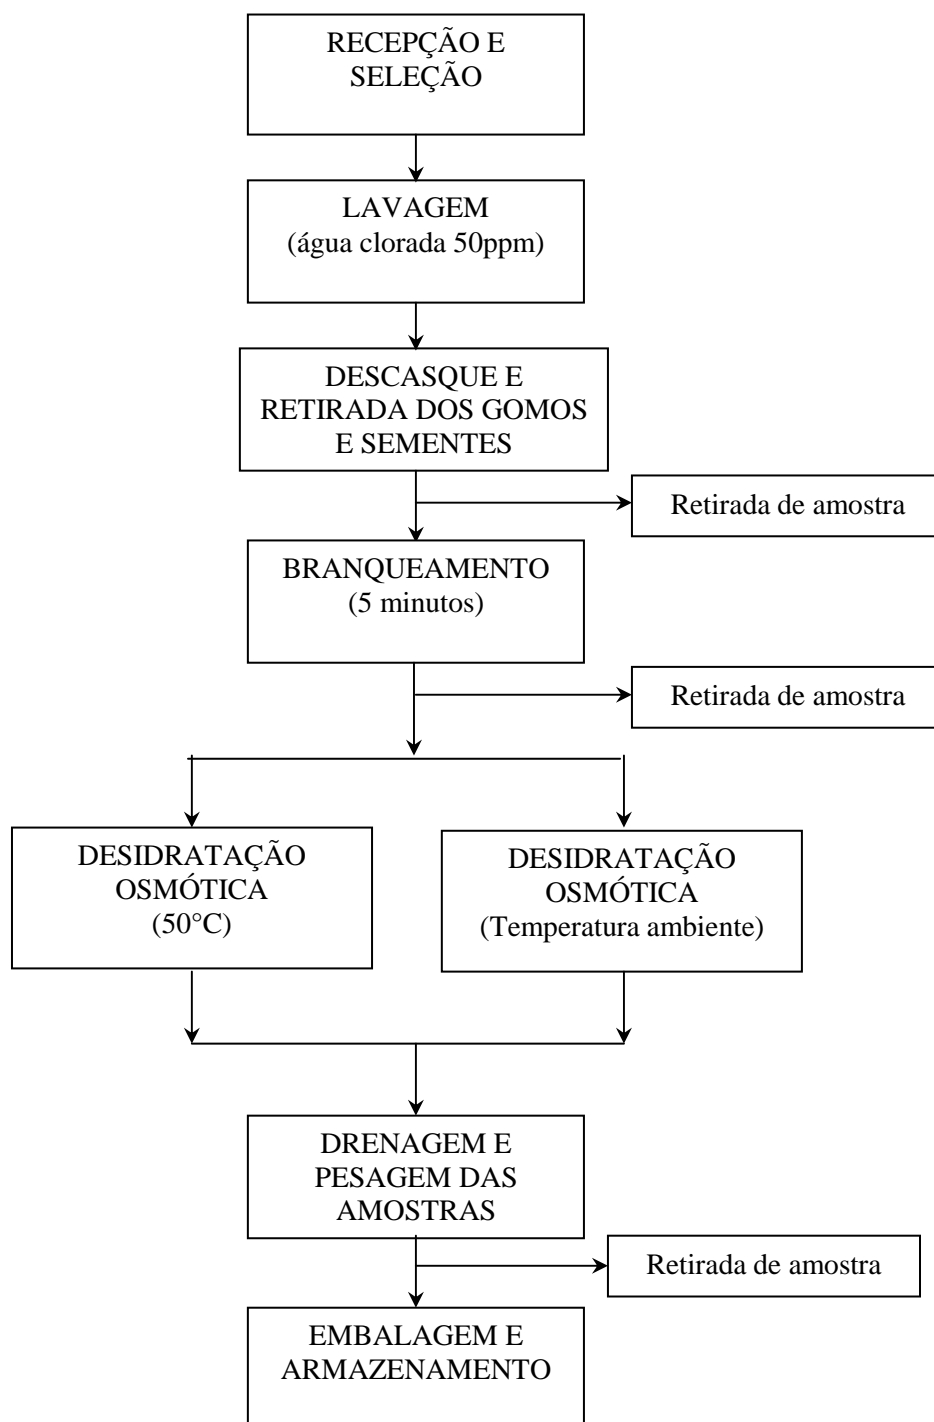 RECEPÇÃO E
SELEÇÃO
LAVAGEM
(água clorada 50ppm)
DESCASQUE E
RETIRADA DOS GOMOS
E SEMENTES
Retirada de amostra
BRANQUEAMENTO
(5 minutos)
Retirada de amostra
DESIDRATAÇÃO
OSMÓTICA
(50°C)
DESIDRATAÇÃO
OSMÓTICA
(Temperatura ambiente)
DRENAGEM E
PESAGEM DAS
AMOSTRAS
Retirada de amostra
EMBALAGEM E
ARMAZENAMENTO